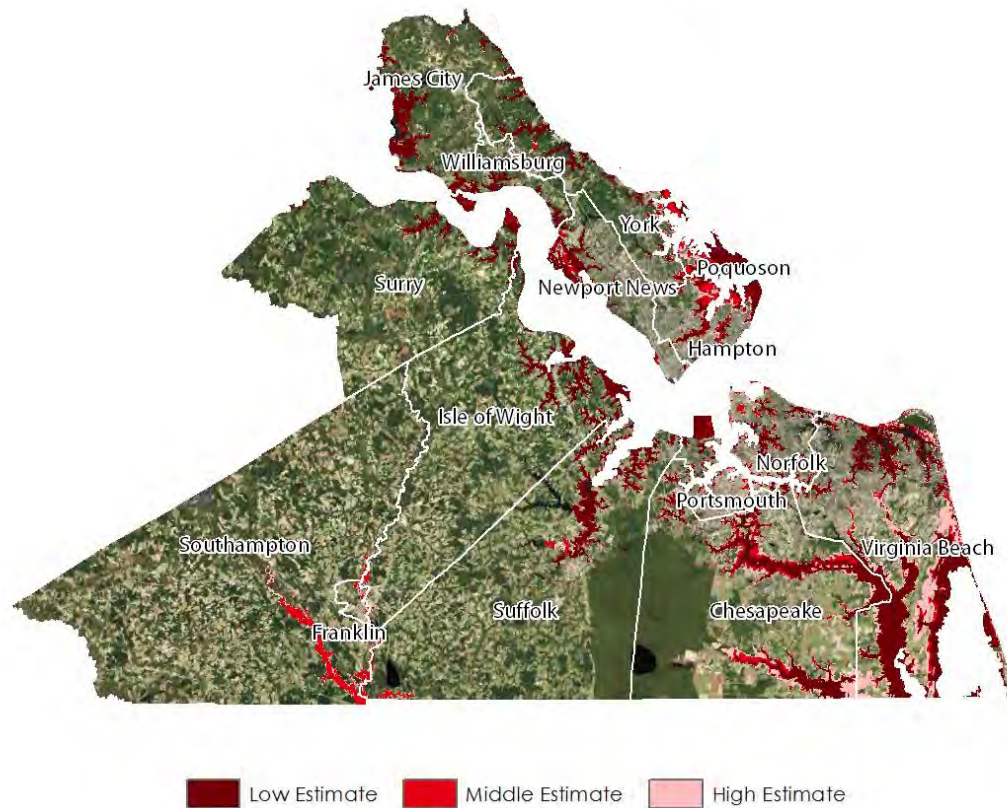 James City
Williamsburg
York
Poquoson
Surry
Newport News
Hampton
Isle of Wight
Norfolk
Portsmouth
Southampton
Virginia Beach
Suffolk
Chesapeake
Franklin
Low Estimate
Middle Estimate
High Estimate